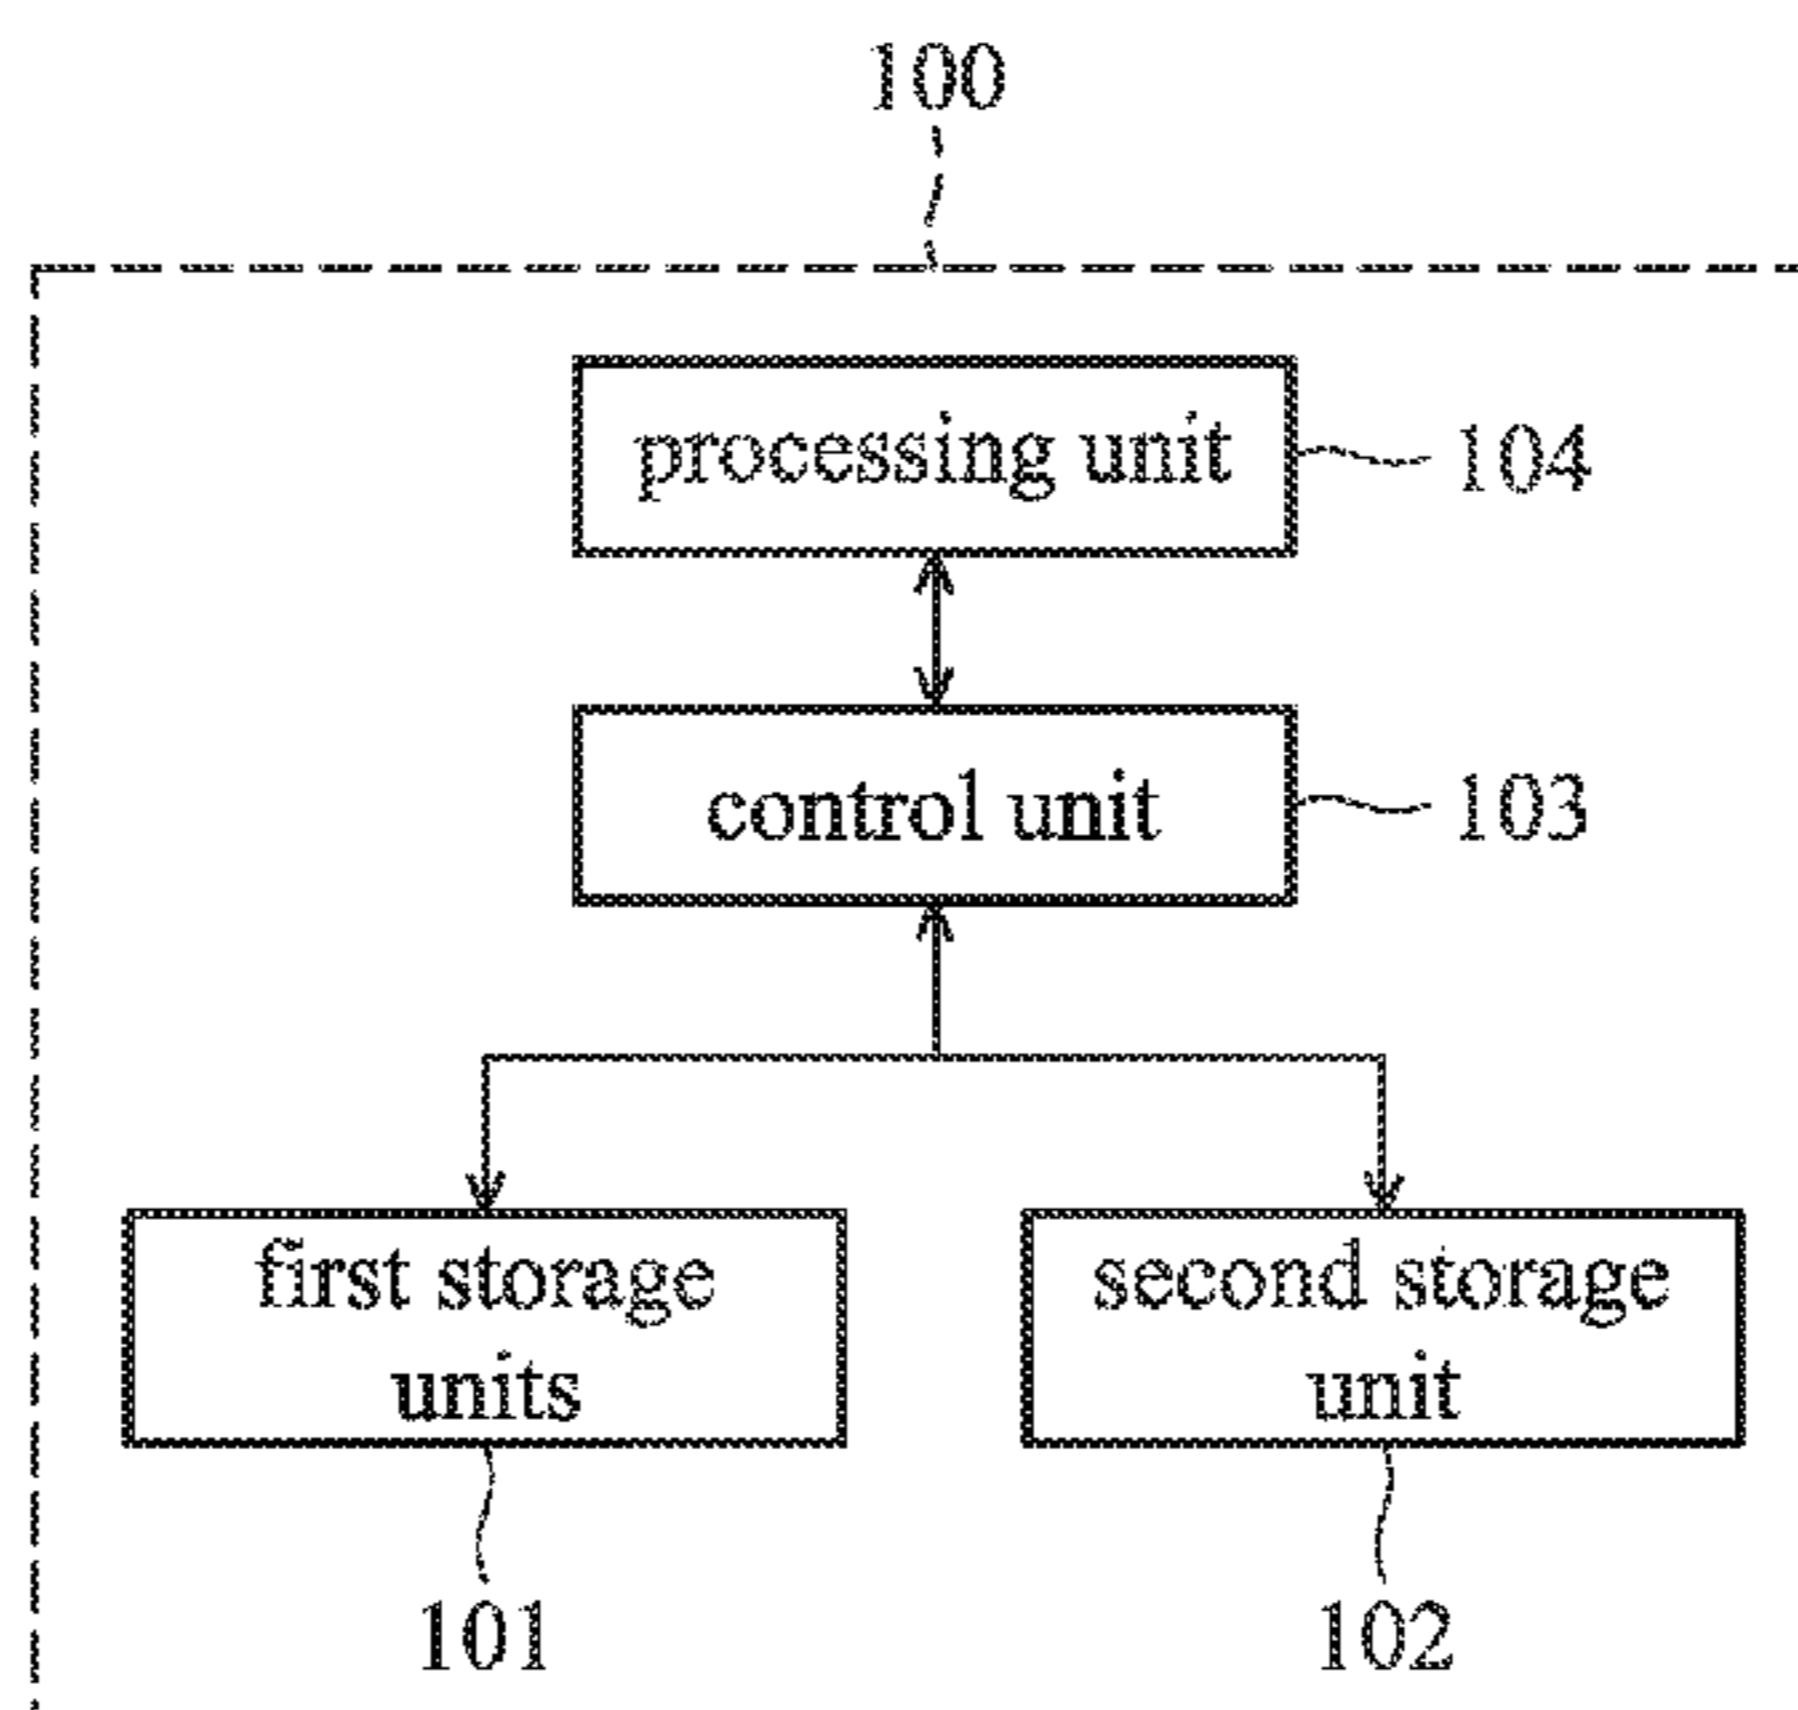 100
processing unit
104
control unit
103
first storage
units
second storage
unit
101
102